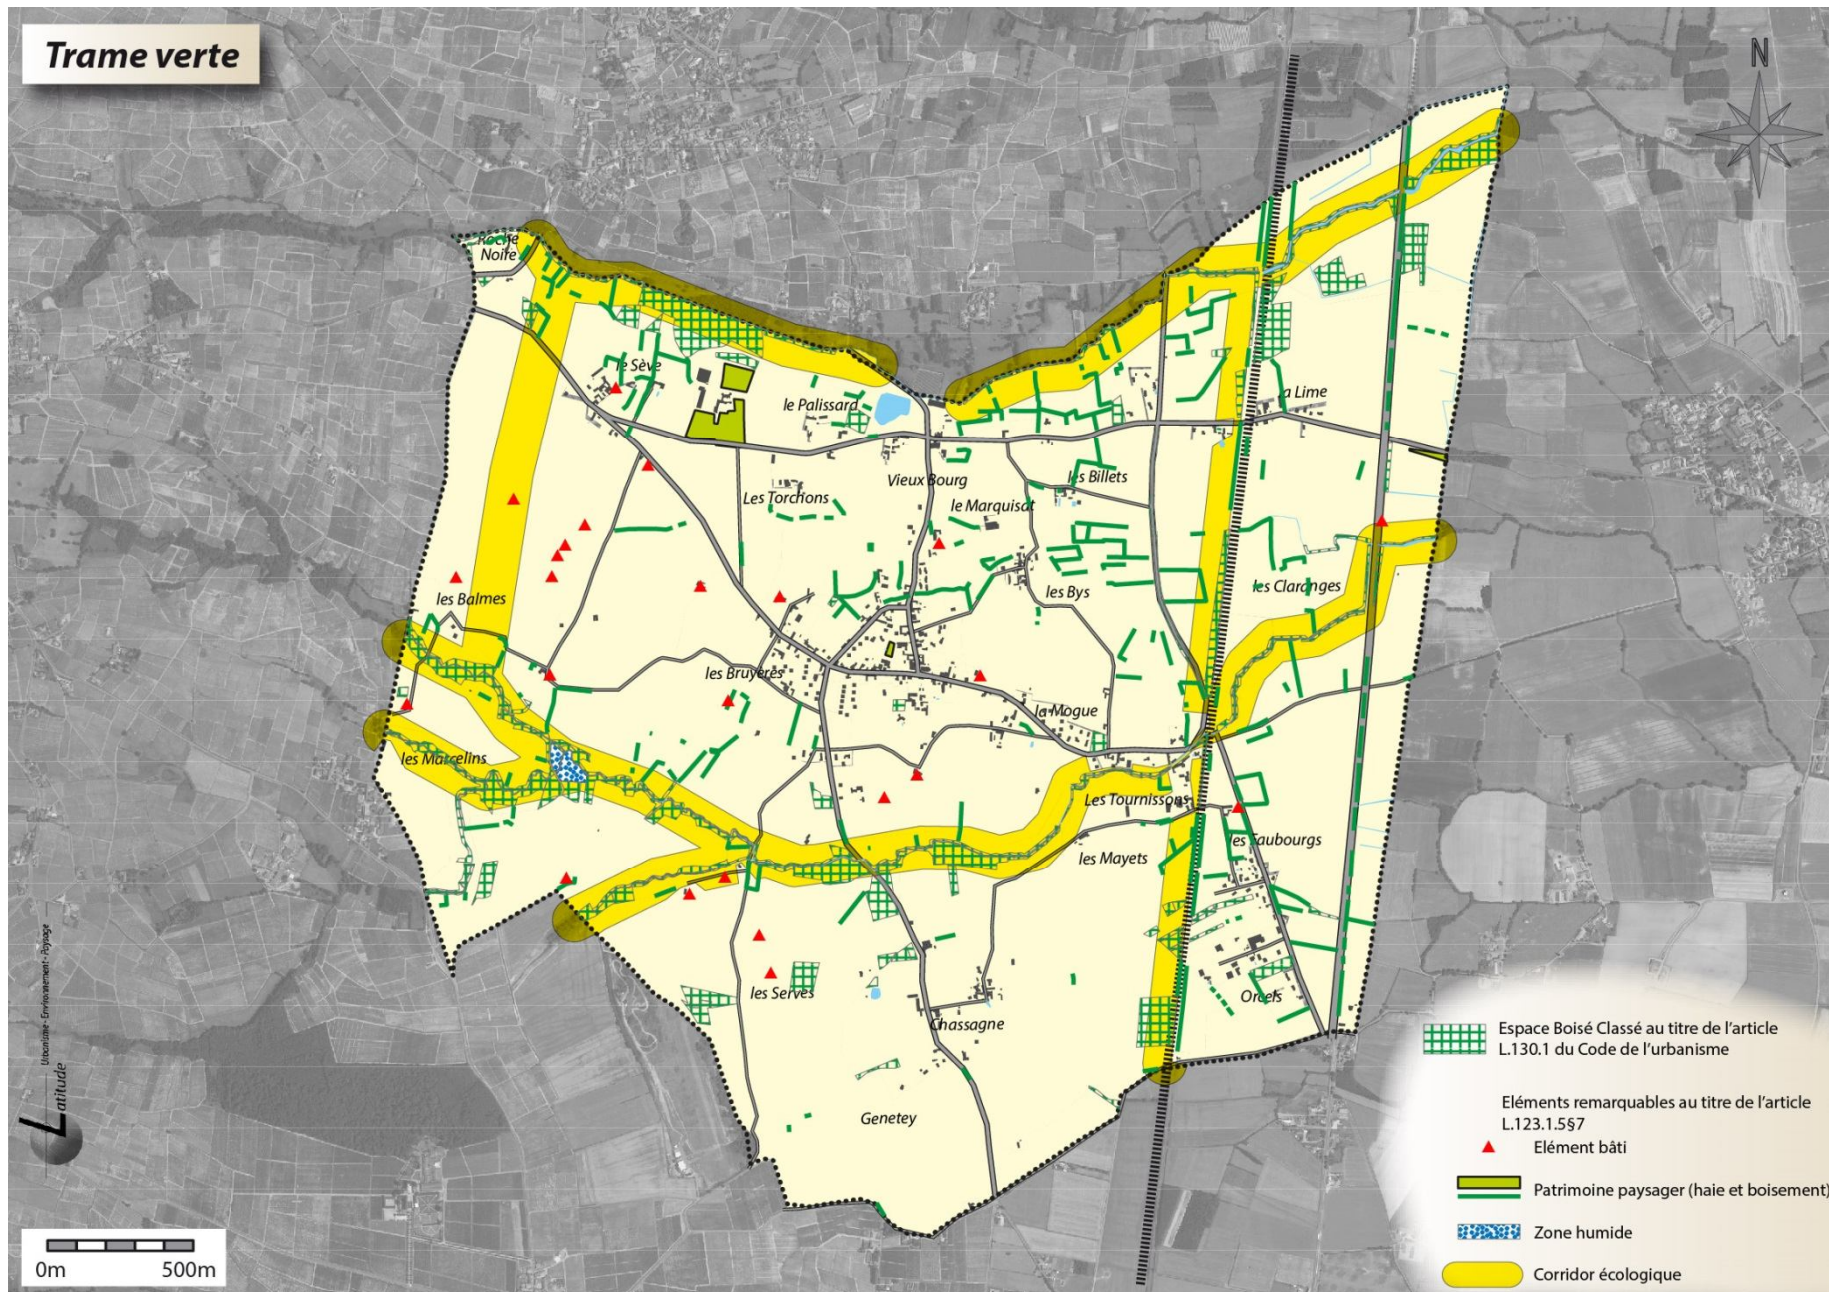 Trame verte
N
Roche
Noire
le Sève
le Palissard
la Lime
Vieux Bourg
les Billets
Les Torchons
le Marquisat
les Balmes
les Bys
les Claranges
les Bruyères
la Mogue
les Marcelins
Les Tournissons
les Mayets
les Faubourgs
les Serves
Orcels
Chassagne
Genetey
Urbanisme - Environnement - Paysage
Latitude
0m 500m
Espace Boisé Classé au titre de l'article
L.130.1 du Code de l'urbanisme
Eléments remarquables au titre de l'article
L.123.1.5§7
Elément bâti
Patrimoine paysager (haie et boisement)
Zone humide
Corridor écologique